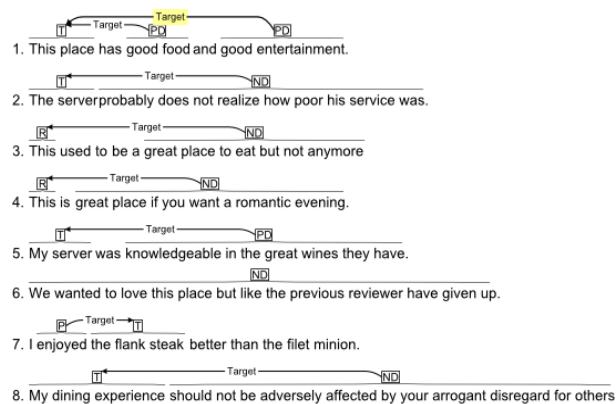 Target
T Target PD PD
1. This place has good food and good entertainment.
T Target ND
2. The server probably does not realize how poor his service was.
R Target ND
3. This used to be a great place to eat but not anymore
R Target ND
4. This is great place if you want a romantic evening.
T Target PD
5. My server was knowledgeable in the great wines they have.
ND
6. We wanted to love this place but like the previous reviewer have given up.
P Target T
7. I enjoyed the flank steak better than the filet minion.
T Target ND
8. My dining experience should not be adversely affected by your arrogant disregard for others